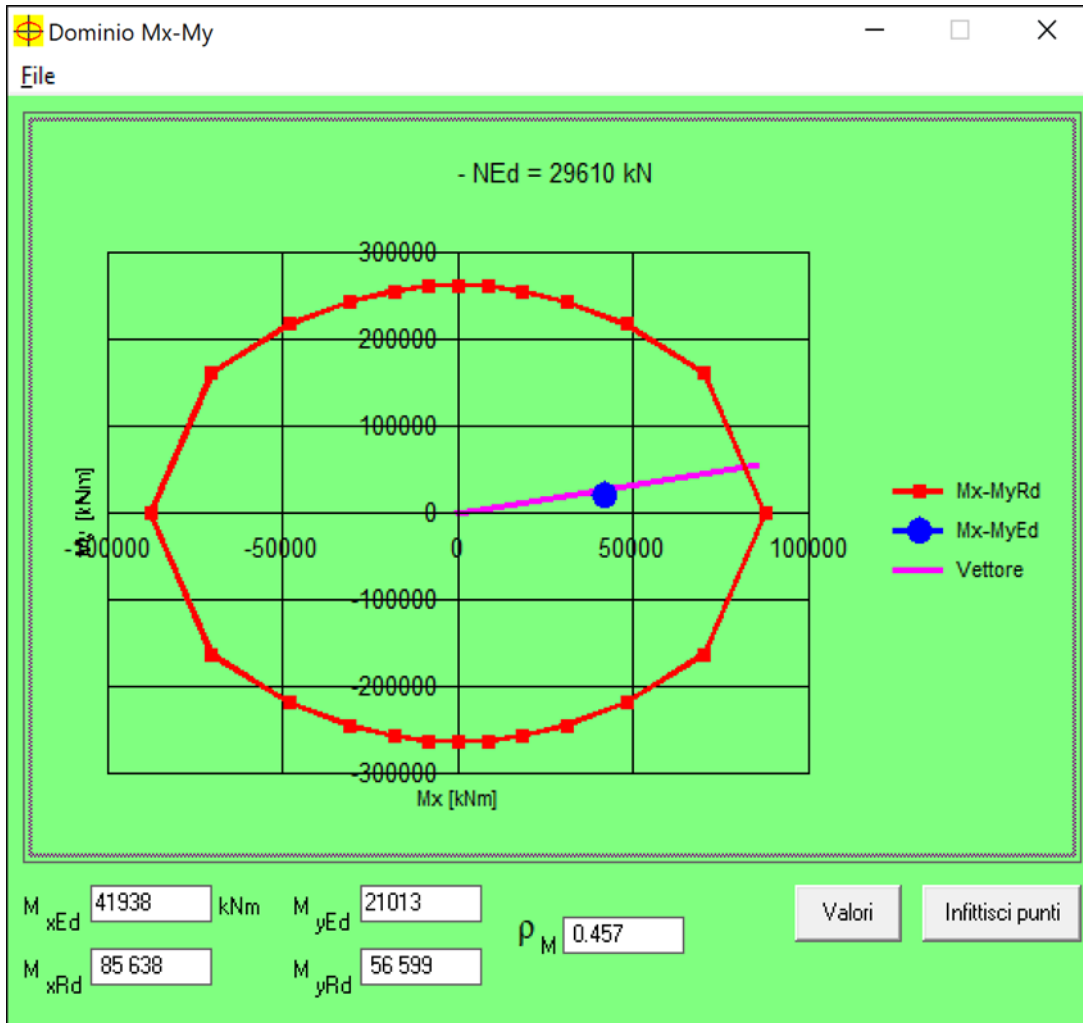 Dominio Mx-My
File
- NEd = 29610 kN
300000
200000
100000
0
-100000 -50000 0 50000 100000
-100000
-200000
-300000
[kNm]
Mx [kNm]
Mx-MyRd
Mx-MyEd
Vettore
M xEd 41938 kNm M yEd 21013
M xRd 85 638 M yRd 56 599
ρ M 0.457
Valori
Infittisci punti